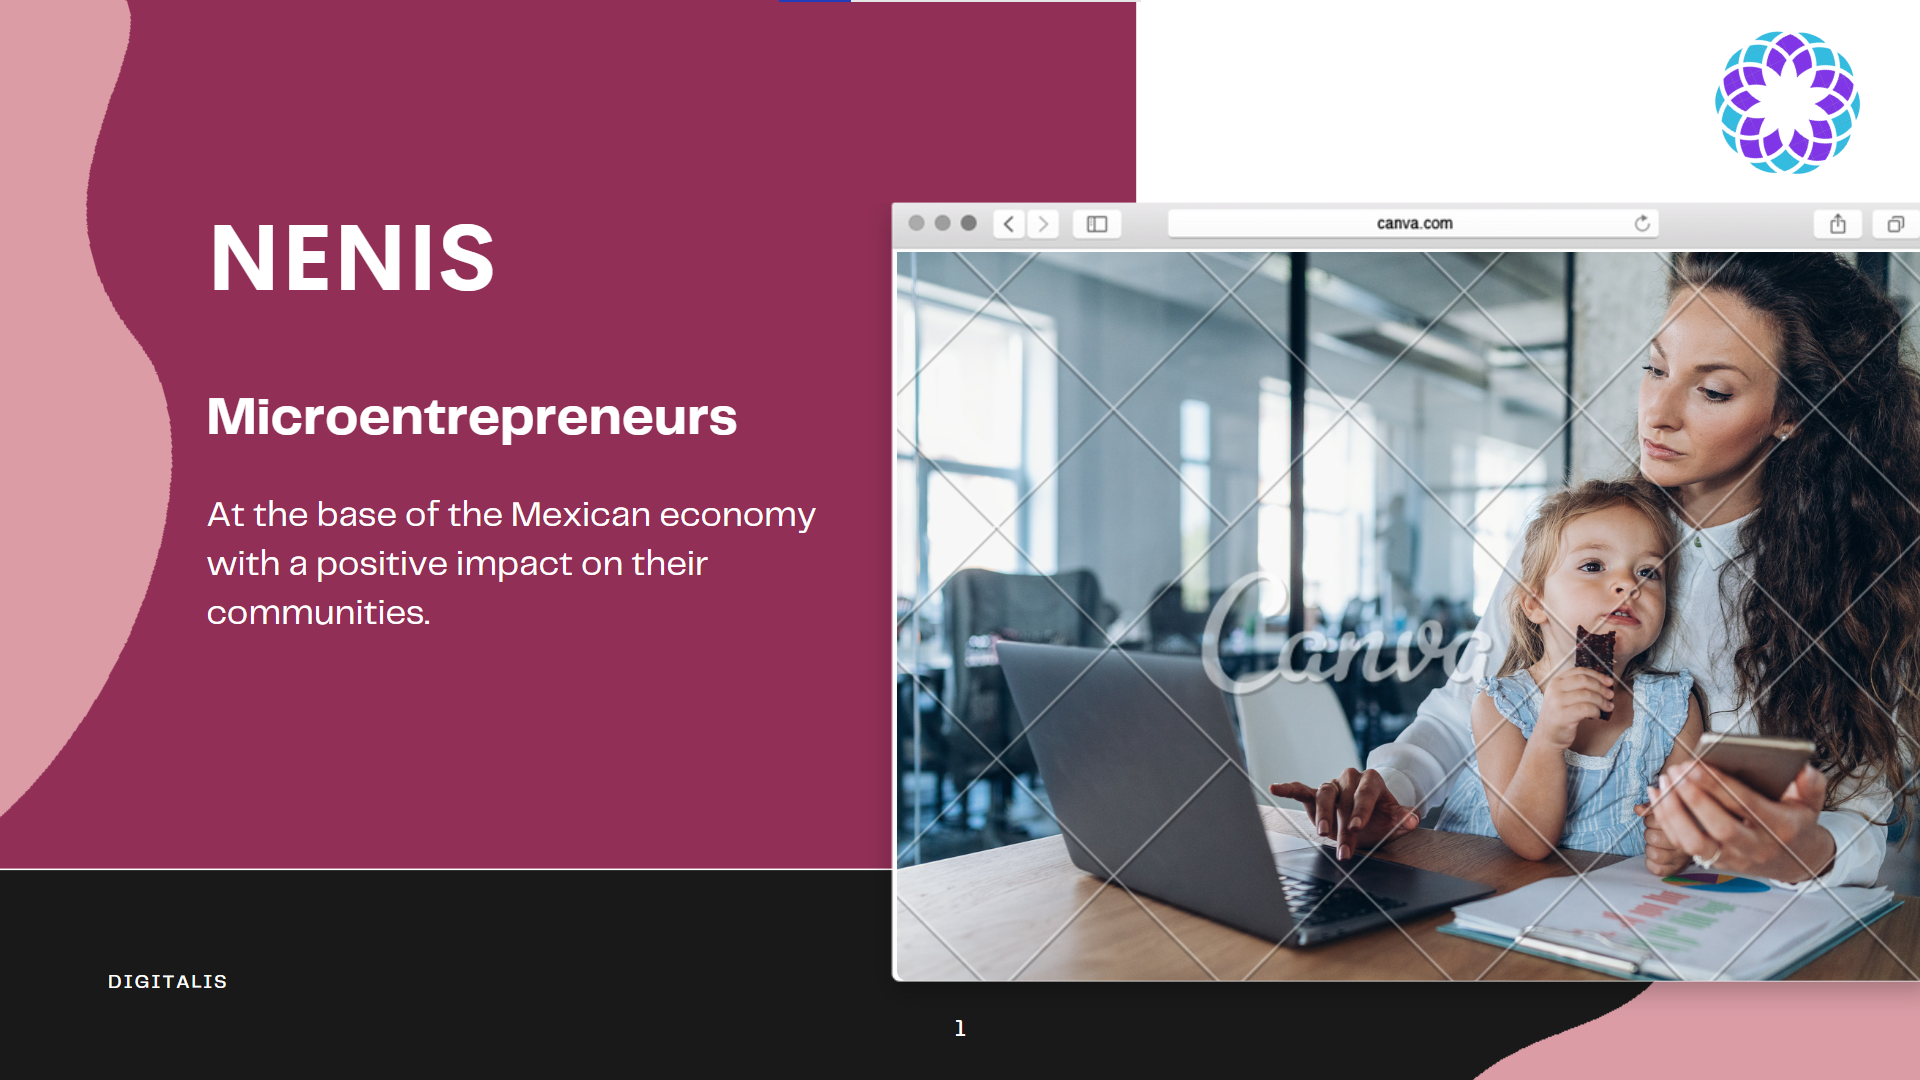 NENIS
Microentrepreneurs
At the base of the Mexican economy
with a positive impact on their
communities.
canva.com
Canva
DIGITALIS
1